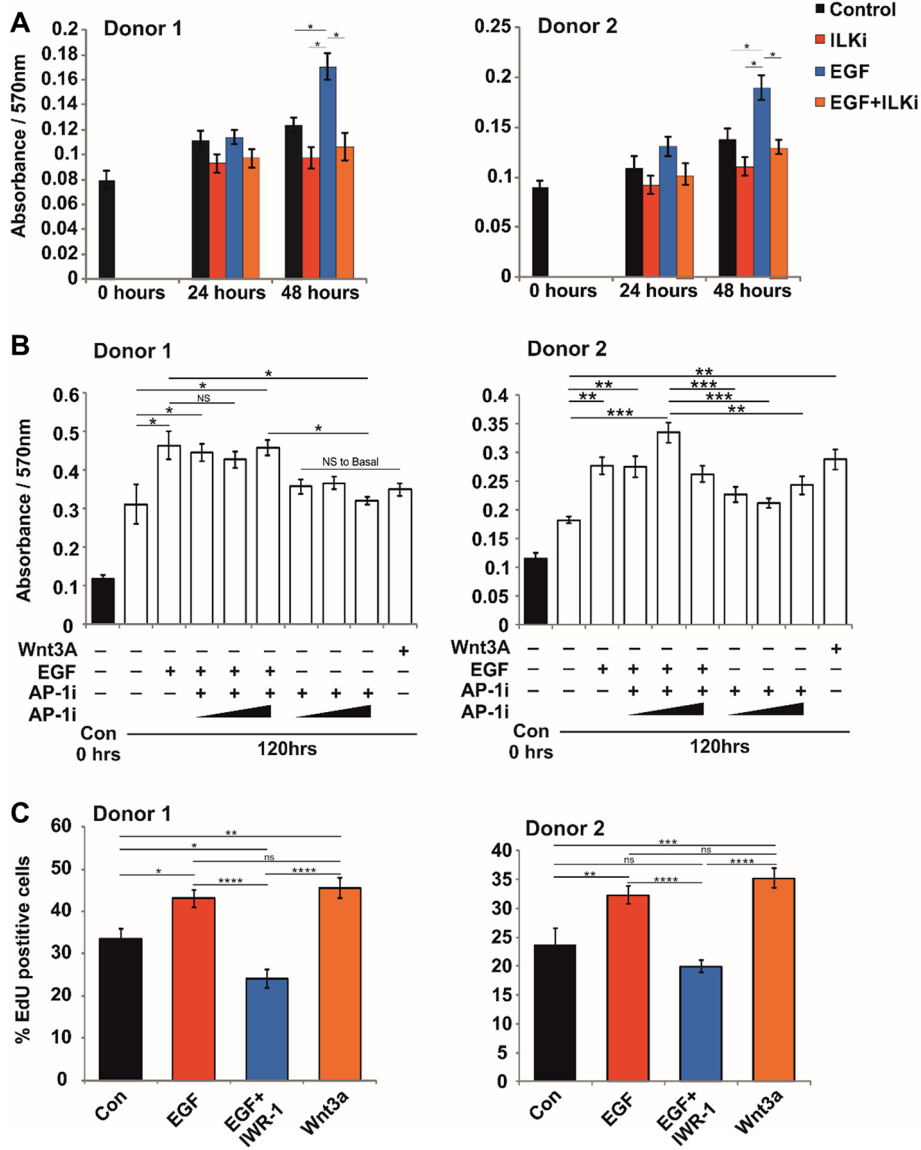 A
Donor 1
Donor 2
Control
ILKi
EGF
EGF+ILKi
Absorbance / 570nm
0.2
0.18
0.16
0.14
0.12
0.1
0.08
0.06
0.04
0.02
0
* * *
0 hours 24 hours 48 hours
0.25
0.2
0.15
0.1
0.05
0
* * *
0 hours 24 hours 48 hours
B
Donor 1
Absorbance / 570nm
0.6
0.5
0.4
0.3
0.2
0.1
0
*
*
NS
*
*
*
NS to Basal
Wnt3A – – – – – – – – – +
EGF – – + + + + – – – –
AP-1i – – – + + + + + + –
AP-1i
Con
0 hrs
120hrs
Donor 2
0.4
0.35
0.3
0.25
0.2
0.15
0.1
0.05
0
**
**
***
**
***
***
**
Wnt3A – – – – – – – – – +
EGF – – + + + + – – – –
AP-1i – – – + + + + + + –
AP-1i
Con
0 hrs
120hrs
C
Donor 1
% EdU postitive cells
60
50
40
30
20
10
0
**
*
ns
*
****
****
Con
EGF
EGF+
IWR-1
Wnt3a
Donor 2
40
35
30
25
20
15
10
5
0
***
ns
ns
****
**
****
Con
EGF
EGF+
IWR-1
Wnt3a